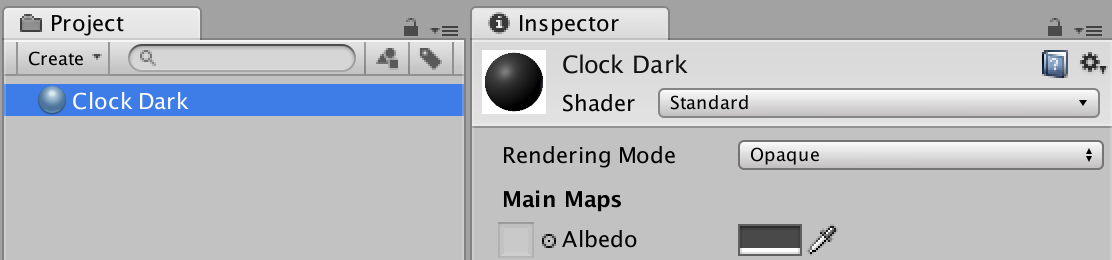 Project
Create
Clock Dark
Inspector
Clock Dark
Shader Standard
Rendering Mode Opaque
Main Maps
Albedo